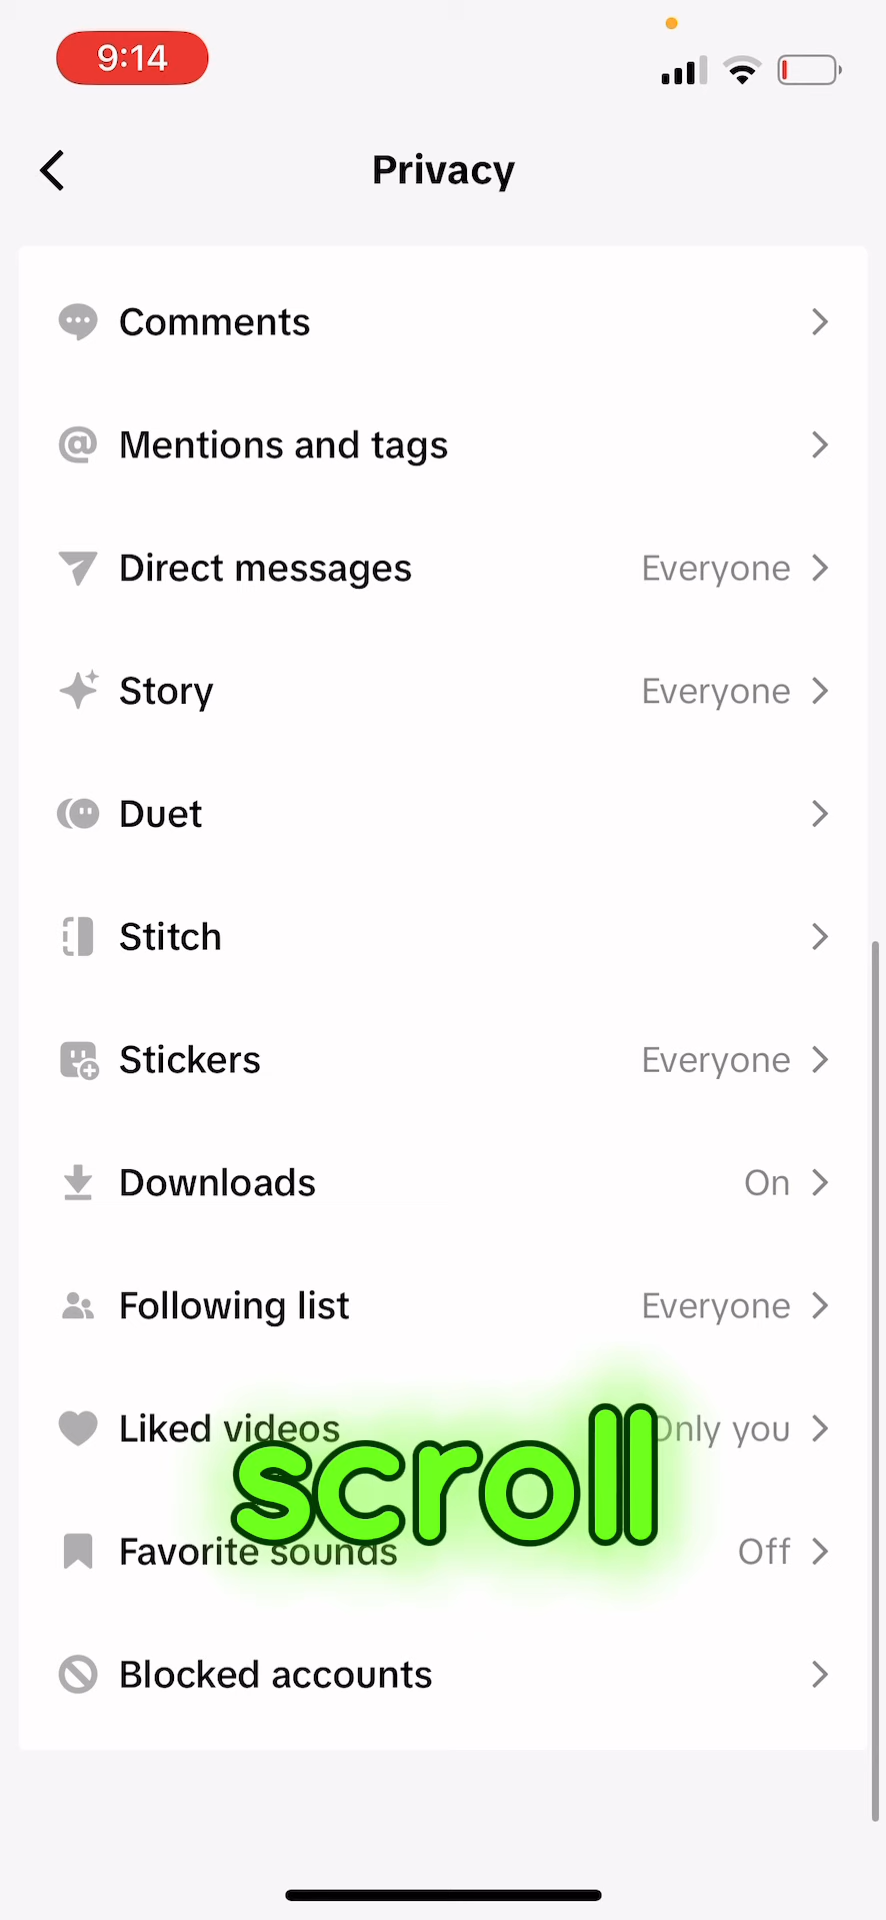 9:14
Privacy
Comments
Mentions and tags
Direct messages Everyone
Story Everyone
Duet
Stitch
Stickers Everyone
Downloads On
Following list Everyone
Liked videos Only you
scroll
Favorite sounds Off
Blocked accounts